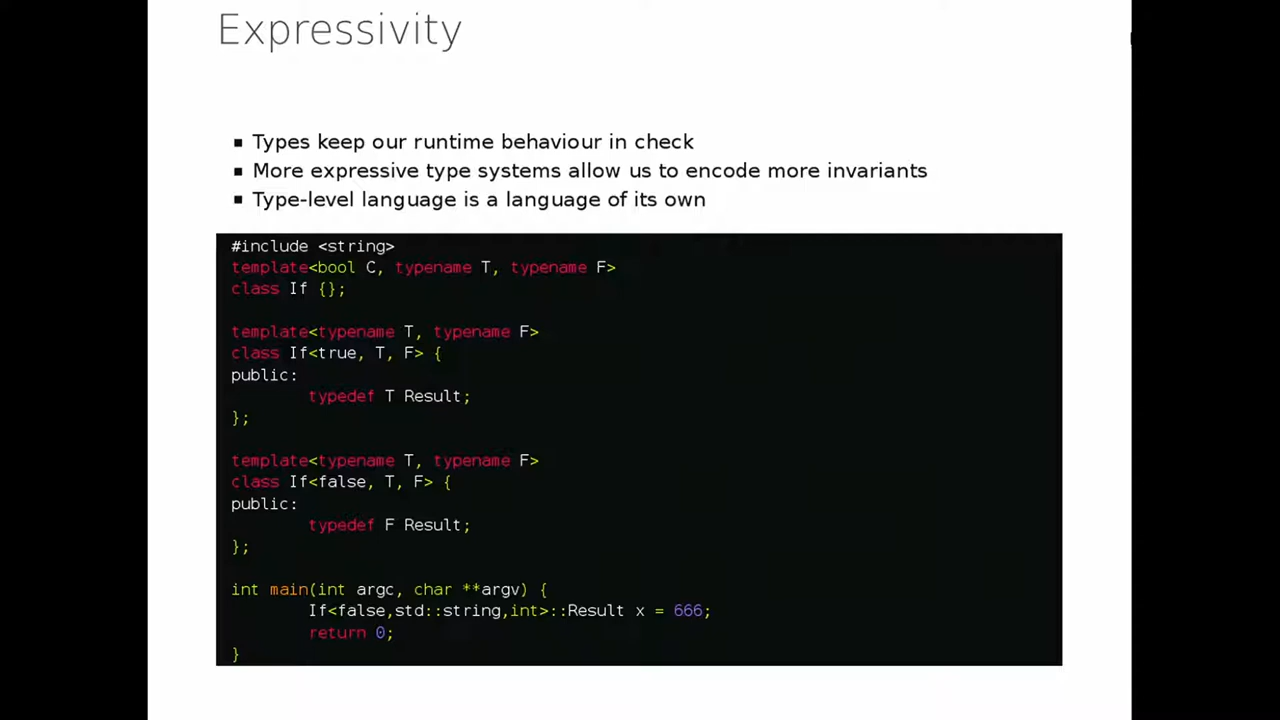 Expressivity
▪ Types keep our runtime behaviour in check
▪ More expressive type systems allow us to encode more invariants
▪ Type-level language is a language of its own
#include <string>
template<bool C, typename T, typename F>
class If {};
template<typename T, typename F>
class If<true, T, F> {
public:
        typedef T Result;
};
template<typename T, typename F>
class If<false, T, F> {
public:
        typedef F Result;
};
int main(int argc, char **argv) {
        If<false,std::string,int>::Result x = 666;
        return 0;
}